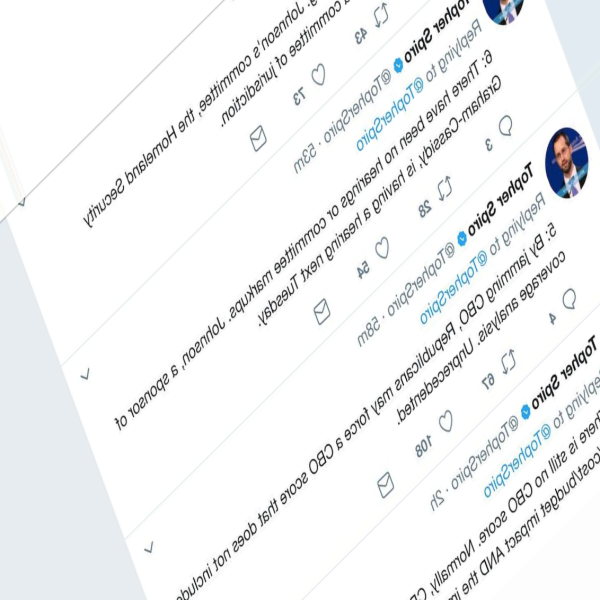 Johnson's committee, the Homeland Security
committee of jurisdiction.
43 73
Topher Spiro @TopherSpiro · 53m
Replying to @TopherSpiro
6: There have been no hearings or committee markups. Johnson, a sponsor of
Graham-Cassidy, is having a hearing next Tuesday.
3 28 54
Topher Spiro @TopherSpiro · 58m
Replying to @TopherSpiro
5: By jamming CBO, Republicans may force a CBO score that does not include
coverage analysis. Unprecedented.
4 67 108
Topher Spiro @TopherSpiro · 2h
Replying to @TopherSpiro
There is still no CBO score. Normally,
cost/budget impact AND the